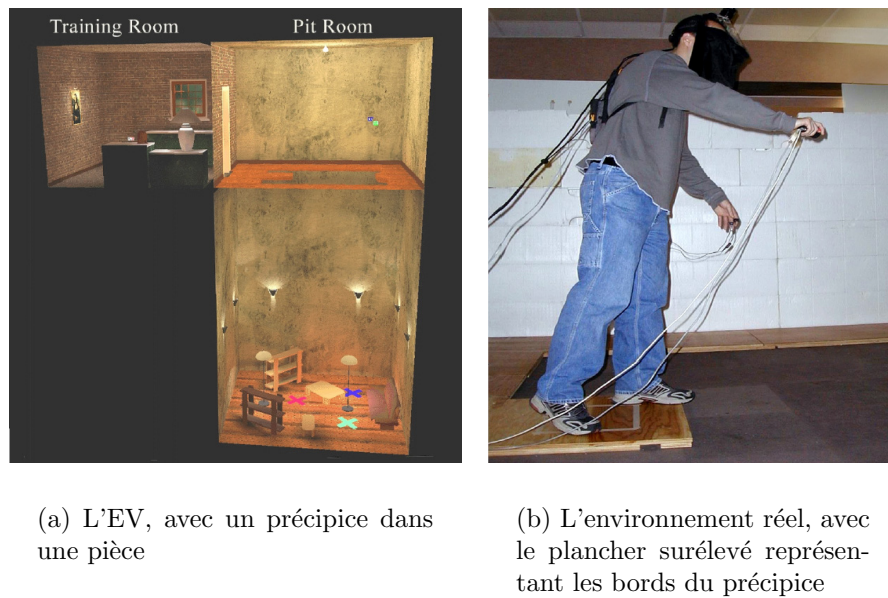 Training Room
Pit Room
(a) L'EV, avec un précipice dans
une pièce
(b) L'environnement réel, avec
le plancher surélevé représen-
tant les bords du précipice